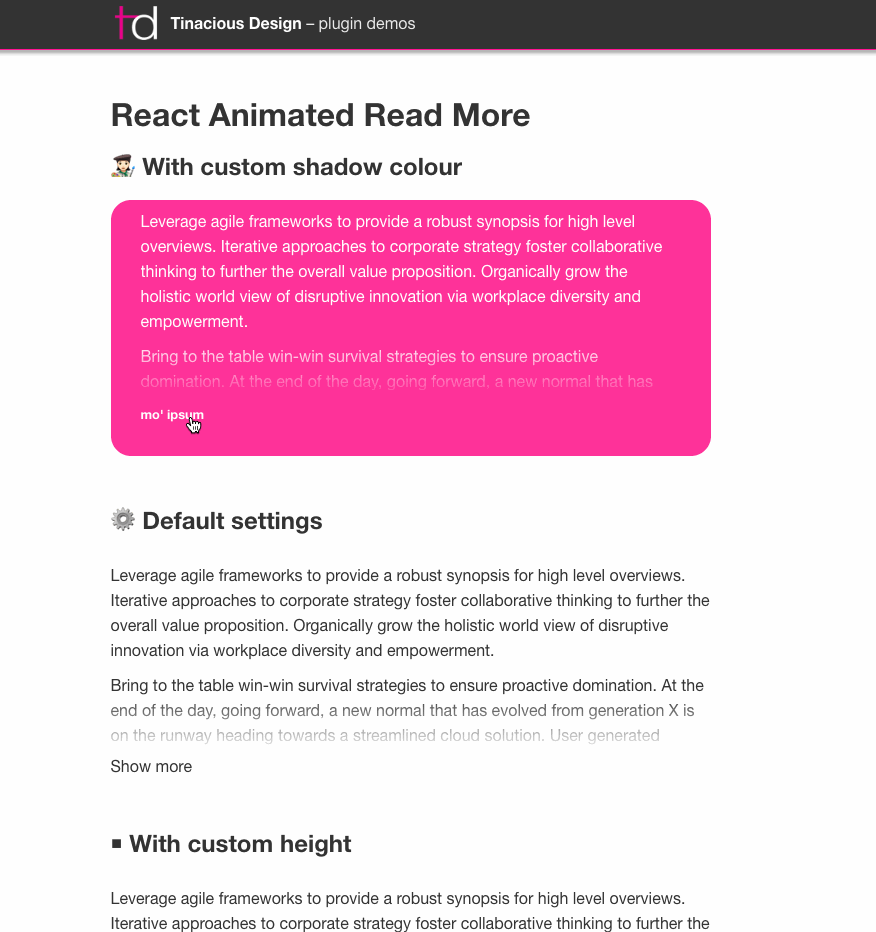 td Tinacious Design – plugin demos
React Animated Read More
With custom shadow colour
Leverage agile frameworks to provide a robust synopsis for high level
overviews. Iterative approaches to corporate strategy foster collaborative
thinking to further the overall value proposition. Organically grow the
holistic world view of disruptive innovation via workplace diversity and
empowerment.
Bring to the table win-win survival strategies to ensure proactive
domination. At the end of the day, going forward, a new normal that has
mo' ipsum
Default settings
Leverage agile frameworks to provide a robust synopsis for high level overviews.
Iterative approaches to corporate strategy foster collaborative thinking to further the
overall value proposition. Organically grow the holistic world view of disruptive
innovation via workplace diversity and empowerment.
Bring to the table win-win survival strategies to ensure proactive domination. At the
end of the day, going forward, a new normal that has evolved from generation X is
on the runway heading towards a streamlined cloud solution. User generated
Show more
With custom height
Leverage agile frameworks to provide a robust synopsis for high level overviews.
Iterative approaches to corporate strategy foster collaborative thinking to further the